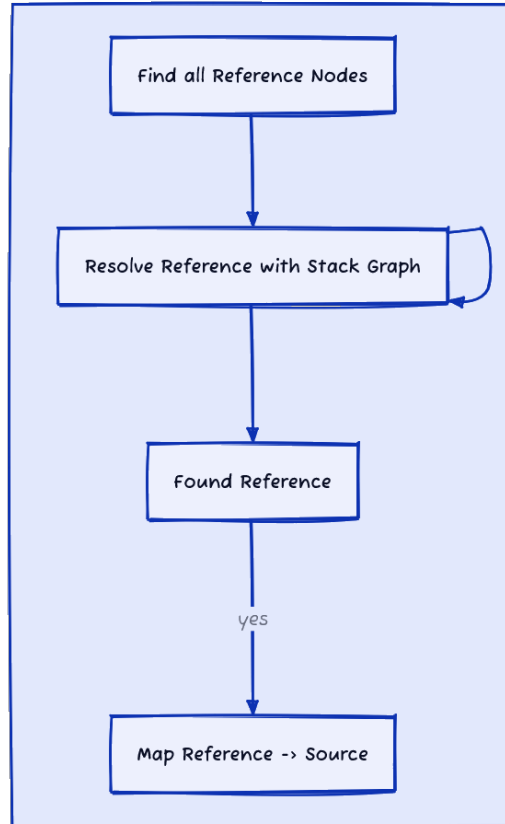 Find all Reference Nodes
Resolve Reference with Stack Graph
Found Reference
yes
Map Reference -> Source